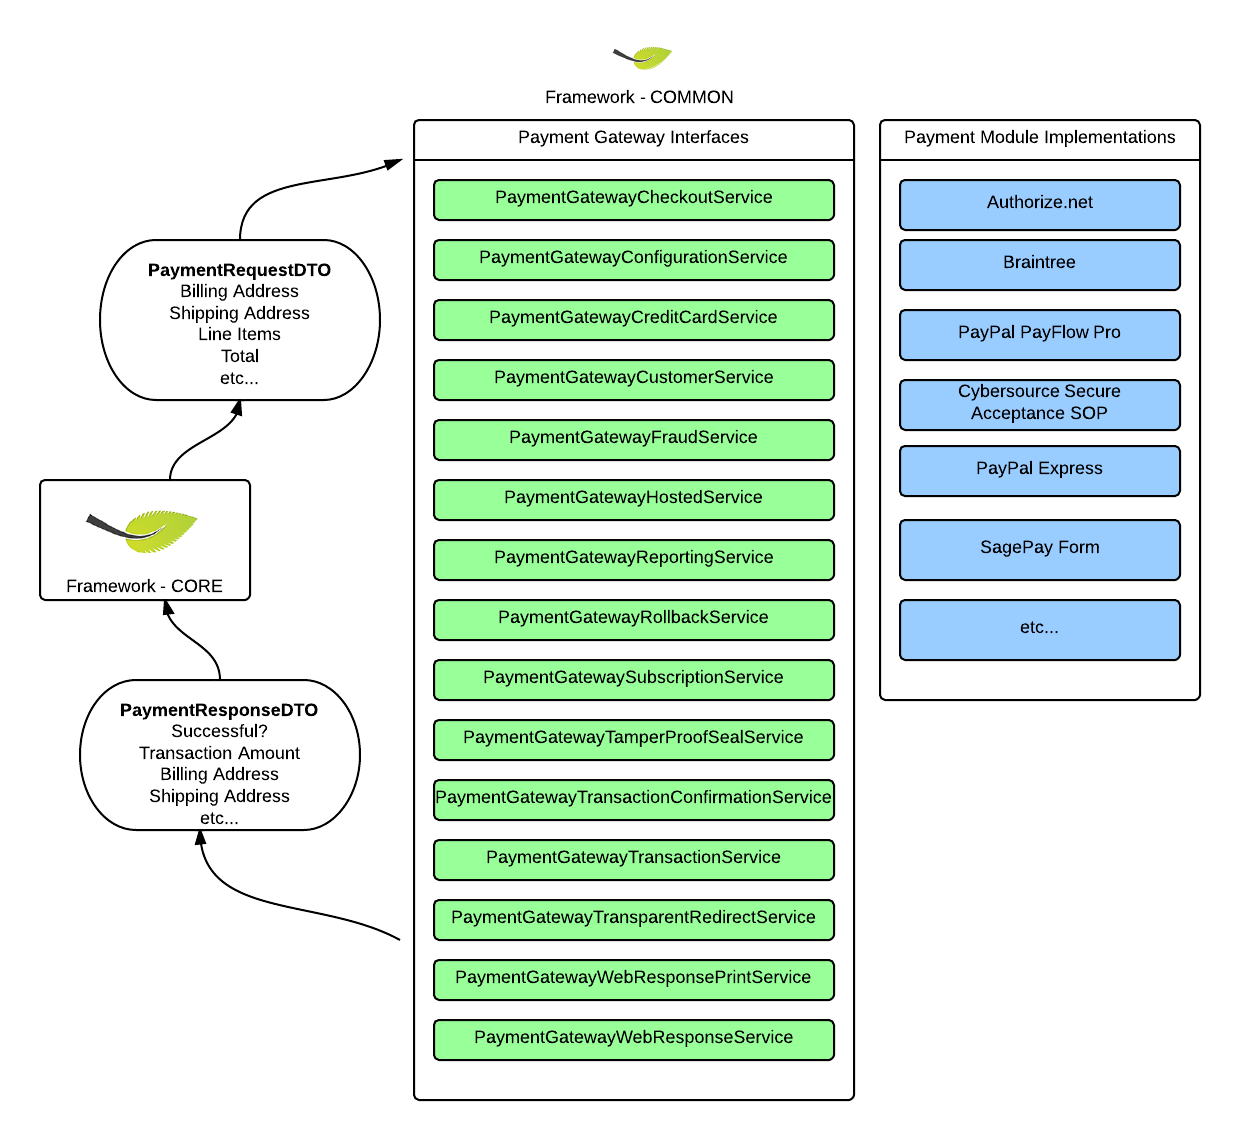 Framework - COMMON
Payment Gateway Interfaces
PaymentGatewayCheckoutService
PaymentGatewayConfigurationService
PaymentGatewayCreditCardService
PaymentGatewayCustomerService
PaymentGatewayFraudService
PaymentGatewayHostedService
PaymentGatewayReportingService
PaymentGatewayRollbackService
PaymentGatewaySubscriptionService
PaymentGatewayTamperProofSealService
PaymentGatewayTransactionConfirmationService
PaymentGatewayTransactionService
PaymentGatewayTransparentRedirectService
PaymentGatewayWebResponsePrintService
PaymentGatewayWebResponseService
Payment Module Implementations
Authorize.net
Braintree
PayPal PayFlow Pro
Cybersource Secure
Acceptance SOP
PayPal Express
SagePay Form
etc...
PaymentRequestDTO
Billing Address
Shipping Address
Line Items
Total
etc...
Framework - CORE
PaymentResponseDTO
Successful?
Transaction Amount
Billing Address
Shipping Address
etc...